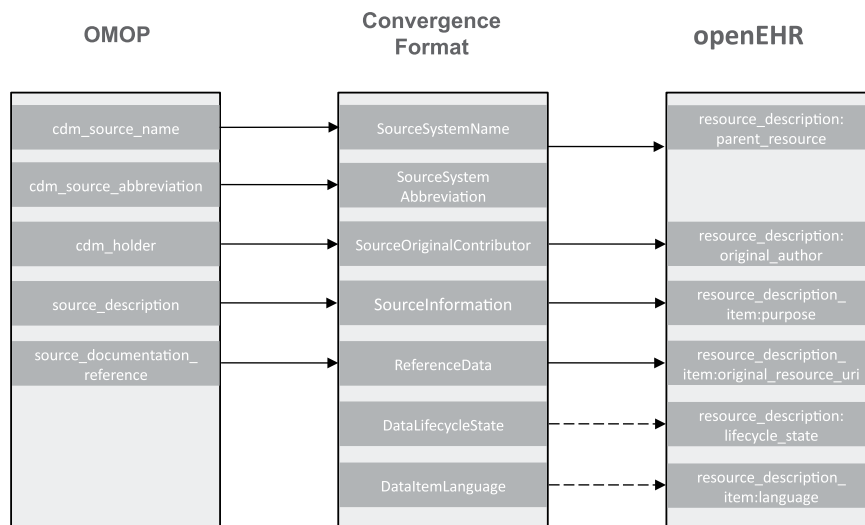 OMOP
Convergence
Format
openEHR
cdm_source_name
SourceSystemName
resource_description:
parent_resource
cdm_source_abbreviation
SourceSystem
Abbreviation
cdm_holder
SourceOriginalContributor
resource_description:
original_author
source_description
SourceInformation
resource_description_
item:purpose
source_documentation_
reference
ReferenceData
resource_description_
item:original_resource_uri
DataLifecycleState
resource_description:
lifecycle_state
DataItemLanguage
resource_description_
item:language